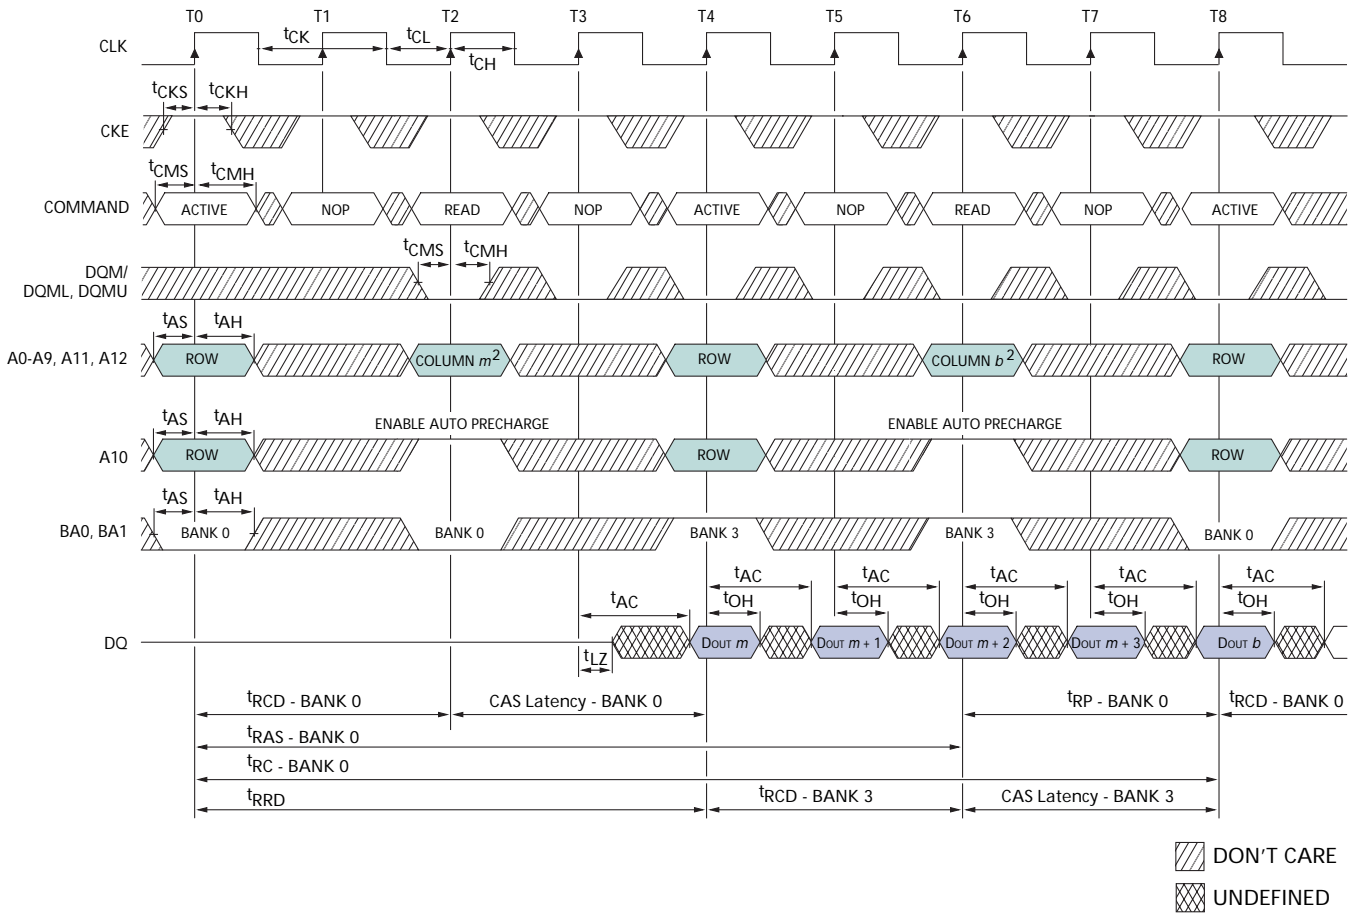 T0 T1 T2 T3 T4 T5 T6 T7 T8
CLK
tCK tCL
tCH
tCKS tCKH
CKE
tCMS tCMH
COMMAND ACTIVE NOP READ NOP ACTIVE NOP READ NOP ACTIVE
tCMS tCMH
DQM/
DQML, DQMU
tAS tAH
A0-A9, A11, A12 ROW COLUMN m2 ROW COLUMN b2 ROW
tAS tAH ENABLE AUTO PRECHARGE ENABLE AUTO PRECHARGE
A10 ROW ROW ROW
tAS tAH
BA0, BA1 BANK 0 BANK 0 BANK 3 BANK 3 BANK 0
tAC tAC tAC tAC tAC tAC
tOH tOH tOH tOH tOH
DQ DOUT m DOUT m + 1 DOUT m + 2 DOUT m + 3 DOUT b
tLZ
tRCD - BANK 0 CAS Latency - BANK 0 tRP - BANK 0 tRCD - BANK 0
tRAS - BANK 0
tRC - BANK 0
tRRD tRCD - BANK 3 CAS Latency - BANK 3
DON'T CARE
UNDEFINED